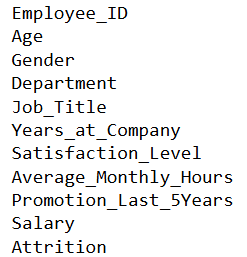 Employee_ID
Age
Gender
Department
Job_Title
Years_at_Company
Satisfaction_Level
Average_Monthly_Hours
Promotion_Last_5Years
Salary
Attrition